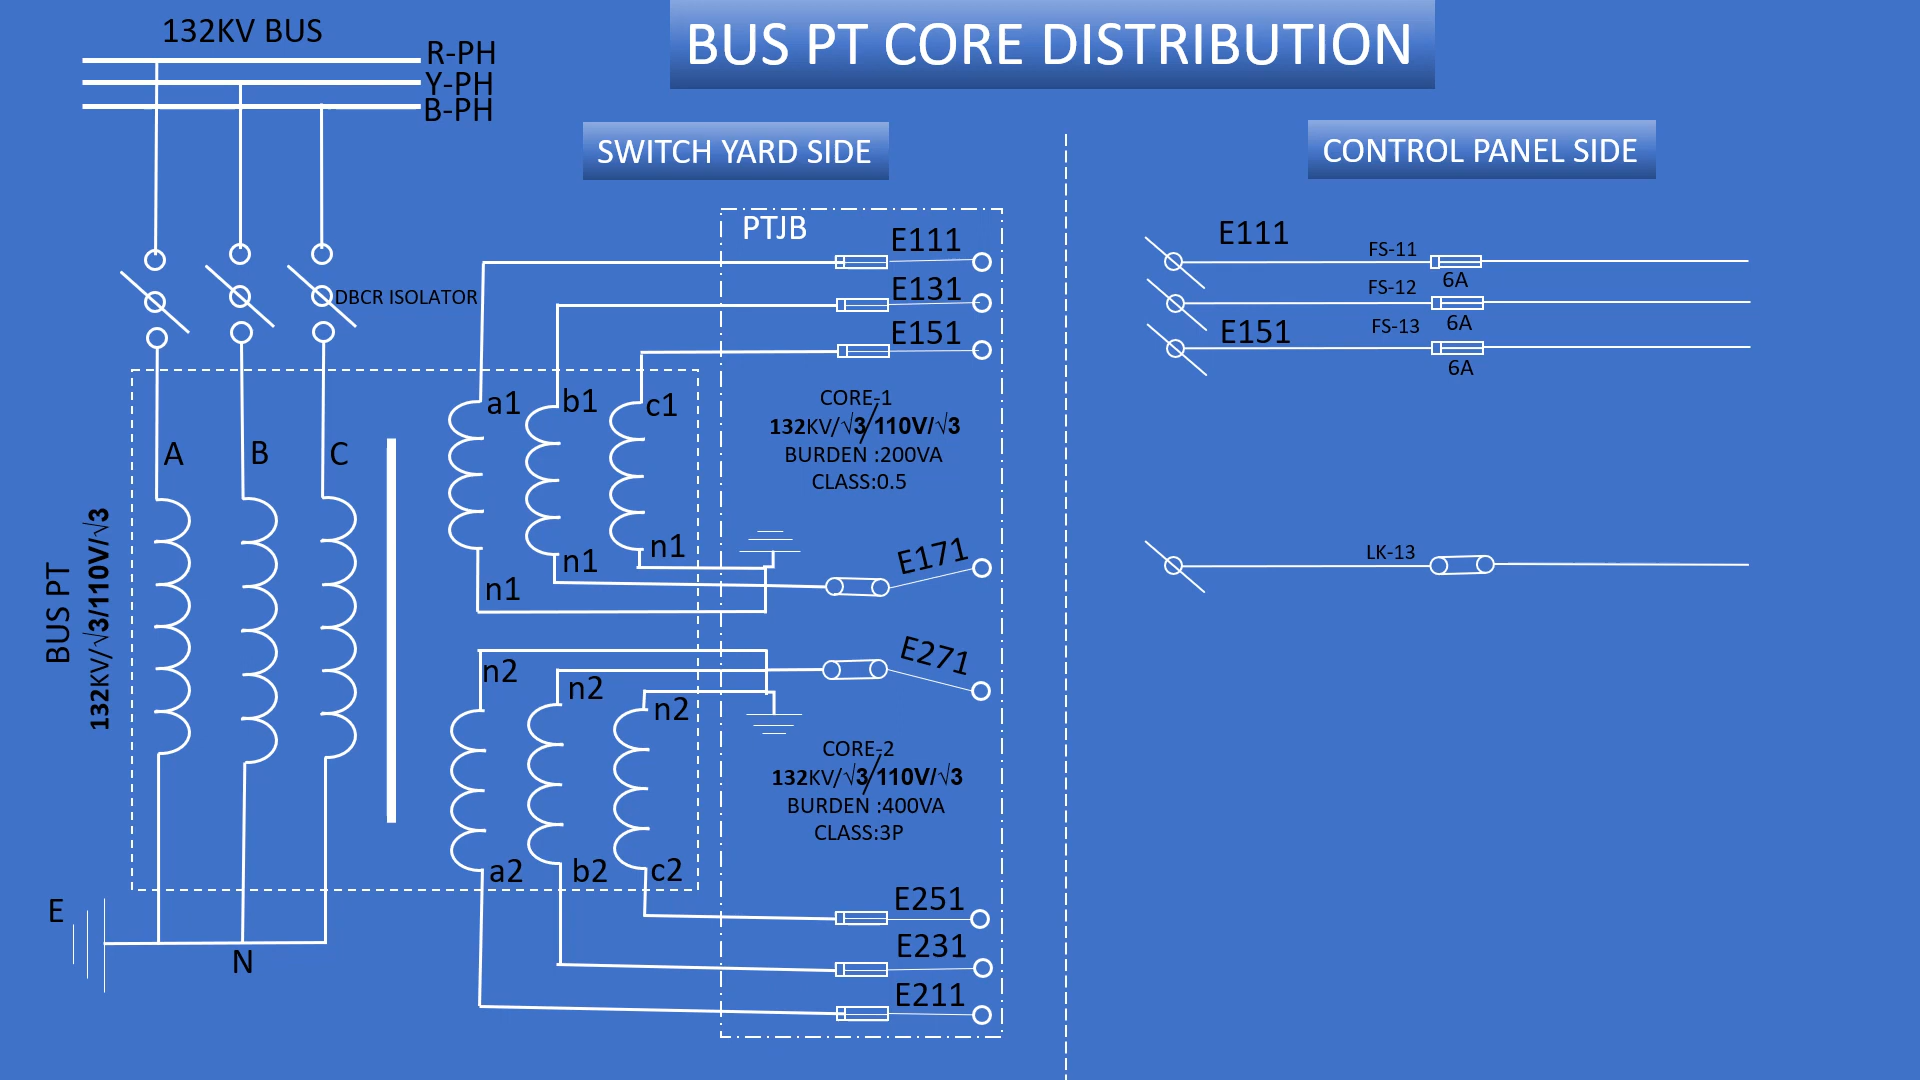 132KV BUS
BUS PT CORE DISTRIBUTION
R-PH
Y-PH
B-PH
SWITCH YARD SIDE
CONTROL PANEL SIDE
PTJB
E111
E131
E151
E111
FS-11
6A
FS-12
6A
E151
FS-13
6A
DBCR ISOLATOR
a1
b1
c1
CORE-1
132KV/√3/110V/√3
BURDEN :200VA
CLASS:0.5
A
B
C
BUS PT
132KV/√3/110V/√3
n1
n1
n1
E171
LK-13
n2
n2
n2
E271
CORE-2
132KV/√3/110V/√3
BURDEN :400VA
CLASS:3P
a2
b2
c2
E251
E231
E211
E
N